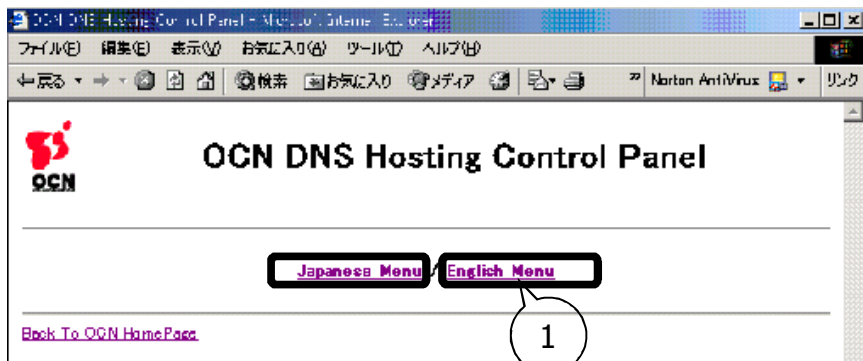 OCN DNS Hosting Control Panel - Microsoft Internet Explorer
ファイル(F) 編集(E) 表示(V) お気に入り(A) ツール(T) ヘルプ(H)
戻る 検索 お気に入り メディア » Norton AntiVirus リンク
OCN
OCN DNS Hosting Control Panel
Japanese Menu / English Menu
Back To OCN HomePage
1